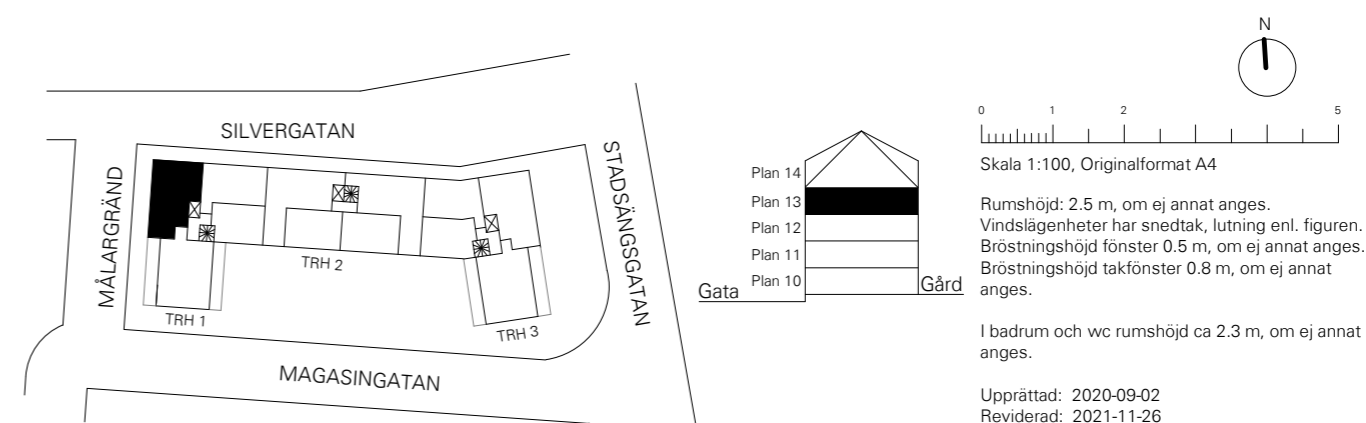 SILVERGATAN
MÅLARGRÄND
STADSÄNGSGATAN
TRH 2
TRH 1
TRH 3
MAGASINGATAN
Plan 14
Plan 13
Plan 12
Plan 11
Plan 10
Gata
Gård
N
0 1 2 5
Skala 1:100, Originalformat A4
Rumshöjd: 2.5 m, om ej annat anges.
Vindslägenheter har snedtak, lutning enl. figuren.
Bröstningshöjd fönster 0.5 m, om ej annat anges.
Bröstningshöjd takfönster 0.8 m, om ej annat
anges.
I badrum och wc rumshöjd ca 2.3 m, om ej annat
anges.
Upprättad: 2020-09-02
Reviderad: 2021-11-26